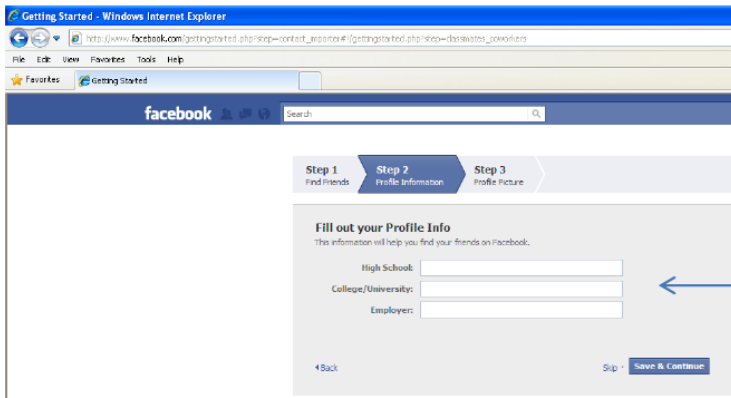 Getting Started - Windows Internet Explorer
http://www.facebook.com/gettingstarted.php?step=contact_importer#!/gettingstarted.php?step=classmates_coworkers
File Edit View Favorites Tools Help
Favorites Getting Started
facebook Search
Step 1 Step 2 Step 3
Find Friends Profile Information Profile Picture
Fill out your Profile Info
This information will help you find your friends on Facebook.
High School:
College/University:
Employer:
Back Skip · Save & Continue